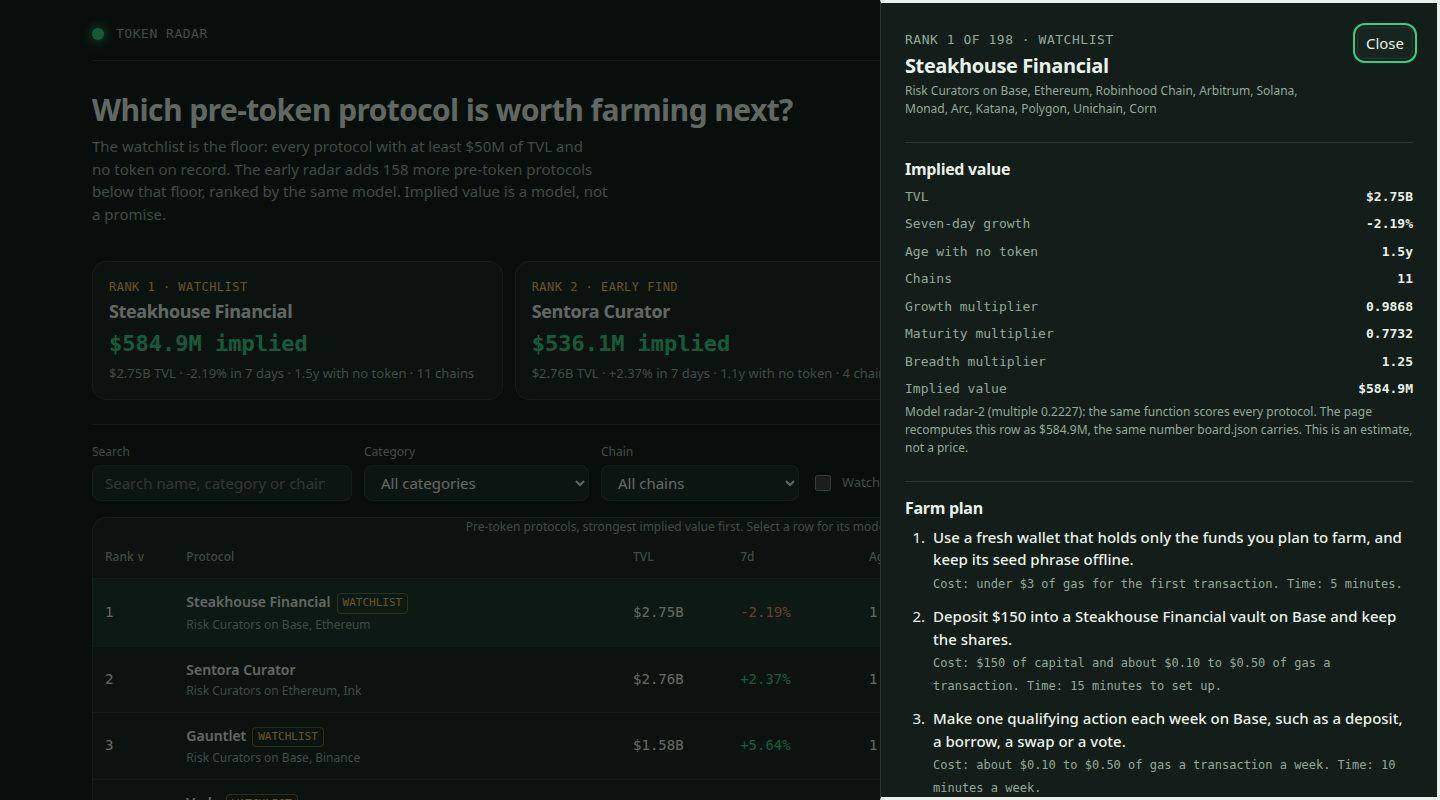 TOKEN RADAR
Which pre-token protocol is worth farming next?
The watchlist is the floor: every protocol with at least $50M of TVL and
no token on record. The early radar adds 158 more pre-token protocols
below that floor, ranked by the same model. Implied value is a model, not
a promise.
RANK 1 · WATCHLIST
Steakhouse Financial
$584.9M implied
$2.75B TVL · -2.19% in 7 days · 1.5y with no token · 11 chains
RANK 2 · EARLY FIND
Sentora Curator
$536.1M implied
$2.76B TVL · +2.37% in 7 days · 1.1y with no token · 4
Search
Category
Chain
Search name, category or chain
All categories
All chains
Watch
Pre-token protocols, strongest implied value first. Select a row for its
Rank v
Protocol
TVL
7d
1
Steakhouse Financial
WATCHLIST
Risk Curators on Base, Ethereum
$2.75B
-2.19%
1
2
Sentora Curator
Risk Curators on Ethereum, Ink
$2.76B
+2.37%
1
3
Gauntlet
WATCHLIST
Risk Curators on Base, Binance
$1.58B
+5.64%
1
RANK 1 OF 198 · WATCHLIST
Steakhouse Financial
Risk Curators on Base, Ethereum, Robinhood Chain, Arbitrum, Solana,
Monad, Arc, Katana, Polygon, Unichain, Corn
Close
Implied value
TVL $2.75B
Seven-day growth -2.19%
Age with no token 1.5y
Chains 11
Growth multiplier 0.9868
Maturity multiplier 0.7732
Breadth multiplier 1.25
Implied value $584.9M
Model radar-2 (multiple 0.2227): the same function scores every protocol. The page
recomputes this row as $584.9M, the same number board.json carries. This is an estimate,
not a price.
Farm plan
1. Use a fresh wallet that holds only the funds you plan to farm, and
keep its seed phrase offline.
Cost: under $3 of gas for the first transaction. Time: 5 minutes.
2. Deposit $150 into a Steakhouse Financial vault on Base and keep
the shares.
Cost: $150 of capital and about $0.10 to $0.50 of gas a
transaction. Time: 15 minutes to set up.
3. Make one qualifying action each week on Base, such as a deposit,
a borrow, a swap or a vote.
Cost: about $0.10 to $0.50 of gas a transaction a week. Time: 10
minutes a week.